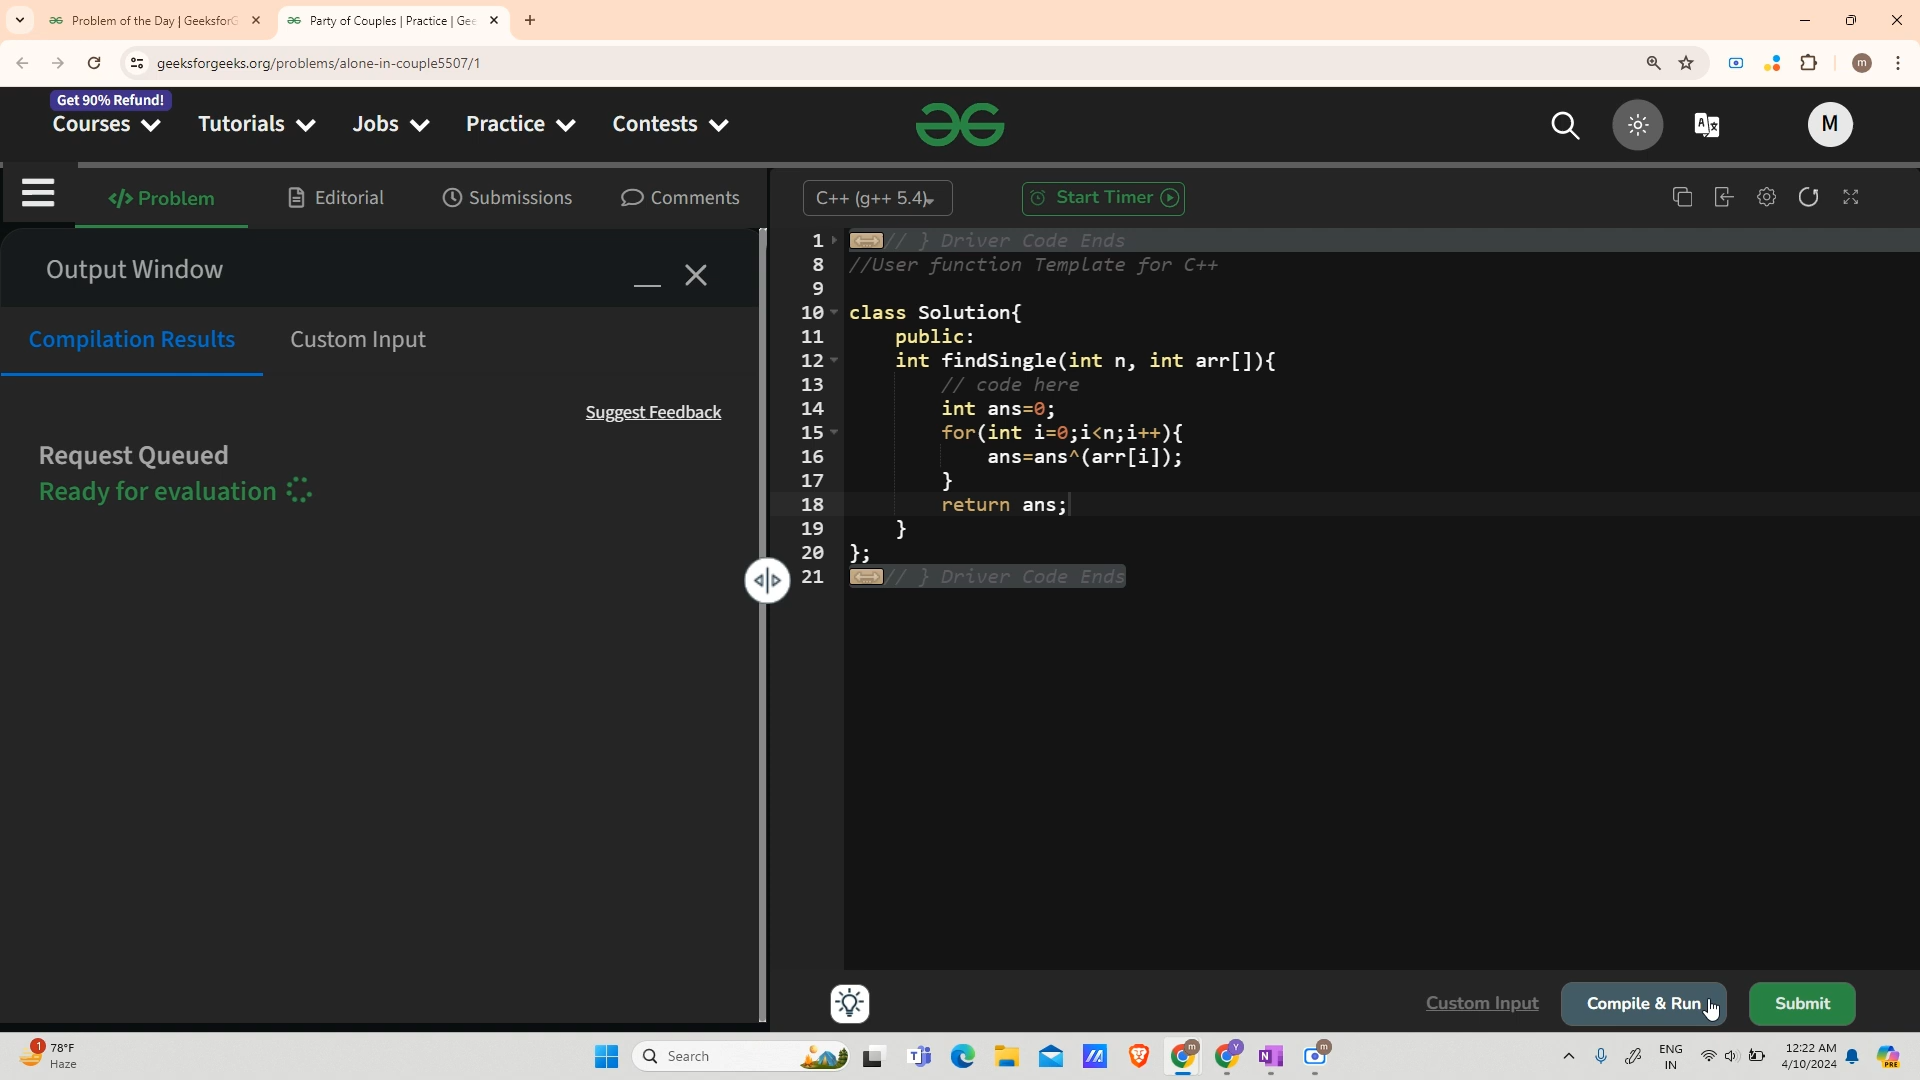 Problem of the Day | GeeksforG
Party of Couples | Practice | Gee
geeksforgeeks.org/problems/alone-in-couple5507/1
m
Get 90% Refund!
Courses
Tutorials
Jobs
Practice
Contests
M
</> Problem
Editorial
Submissions
Comments
C++ (g++ 5.4)
Start Timer
Output Window
Compilation Results
Custom Input
Suggest Feedback
Request Queued
Ready for evaluation
1 // } Driver Code Ends
8 //User function Template for C++
9
10 class Solution{
11 public:
12 int findSingle(int n, int arr[]){
13 // code here
14 int ans=0;
15 for(int i=0;i<n;i++){
16 ans=ans^(arr[i]);
17 }
18 return ans;
19 }
20 };
21 // } Driver Code Ends
Custom Input
Compile & Run
Submit
1
78°F
Haze
Search
m
Y
N
m
ENG
IN
12:22 AM
4/10/2024
PRE